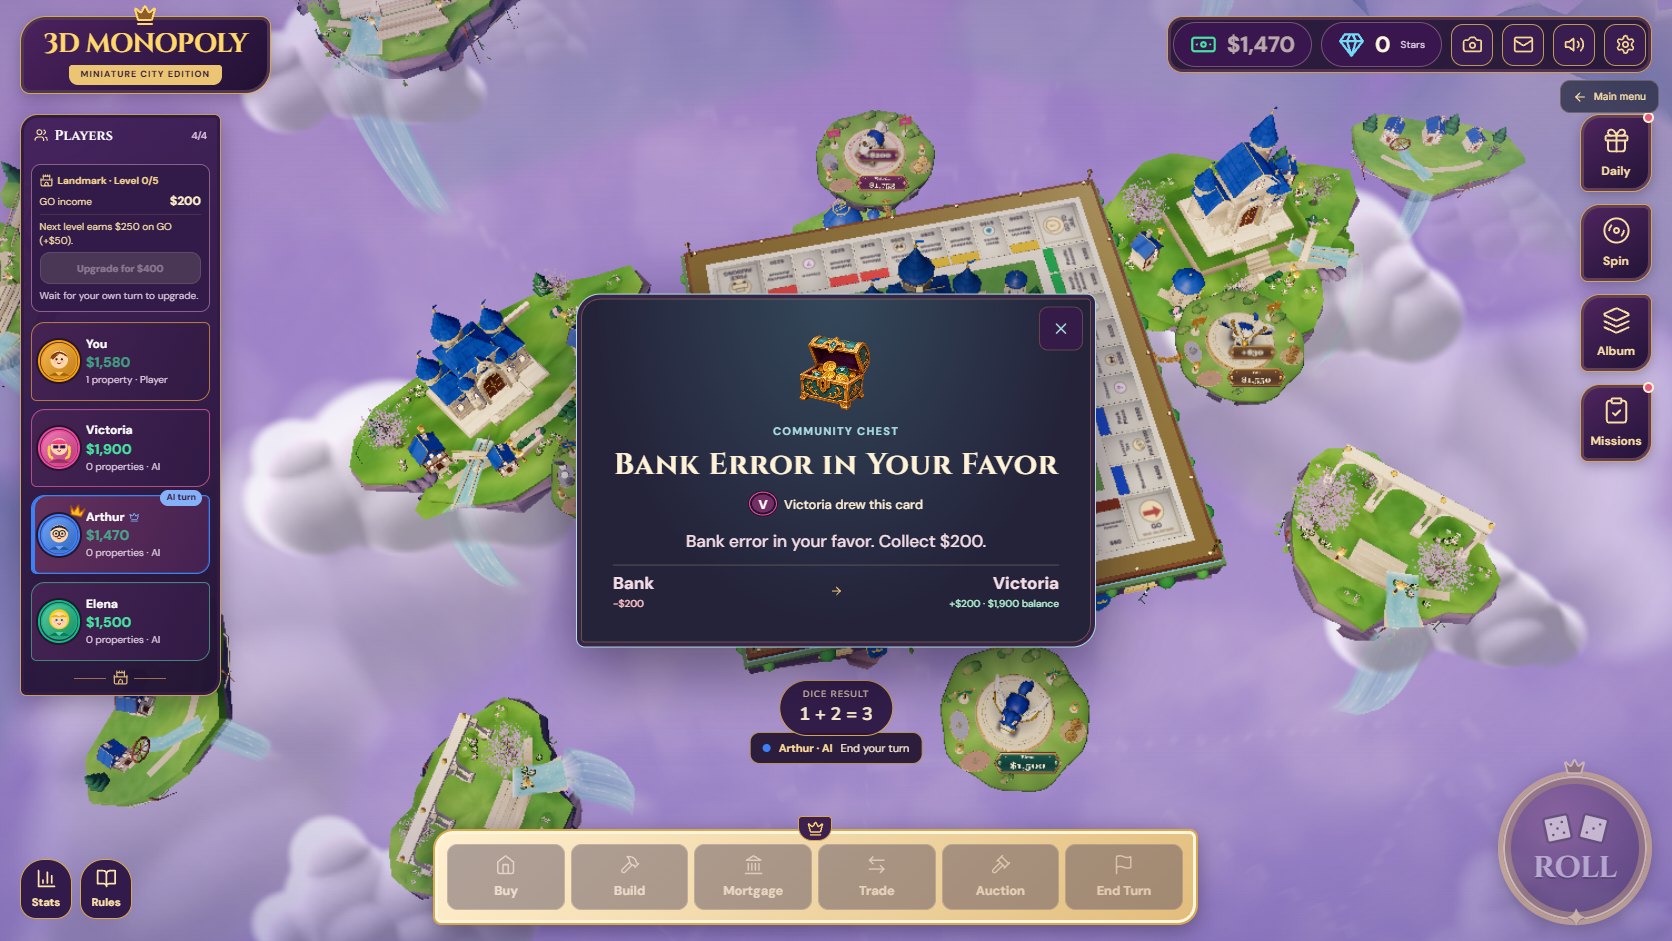 3D MONOPOLY
MINIATURE CITY EDITION
$1,470
0 Stars
Main menu
PLAYERS 4/4
Landmark · Level 0/5
GO income $200
Next level earns $250 on GO
(+$50).
Upgrade for $400
Wait for your own turn to upgrade.
You
$1,580
1 property · Player
Victoria
$1,900
0 properties · AI
AI turn
Arthur
$1,470
0 properties · AI
Elena
$1,500
0 properties · AI
Daily
Spin
Album
Missions
COMMUNITY CHEST
BANK ERROR IN YOUR FAVOR
V Victoria drew this card
Bank error in your favor. Collect $200.
Bank → Victoria
-$200 +$200 · $1,900 balance
GO
DICE RESULT
1 + 2 = 3
Arthur · AI End your turn
$1,500
Buy
Build
Mortgage
Trade
Auction
End Turn
ROLL
Stats
Rules